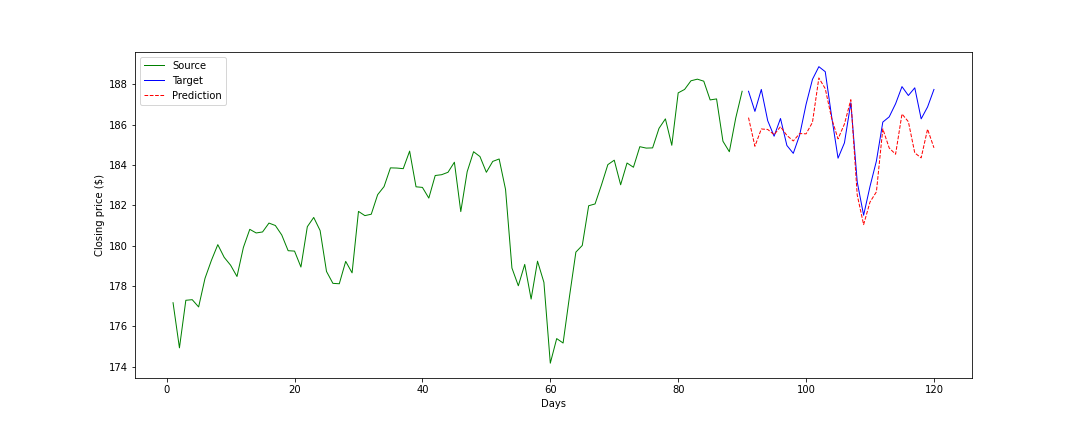 Source
Target
Prediction
188
186
184
182
180
178
176
174
Closing price ($)
0 20 40 60 80 100 120
Days